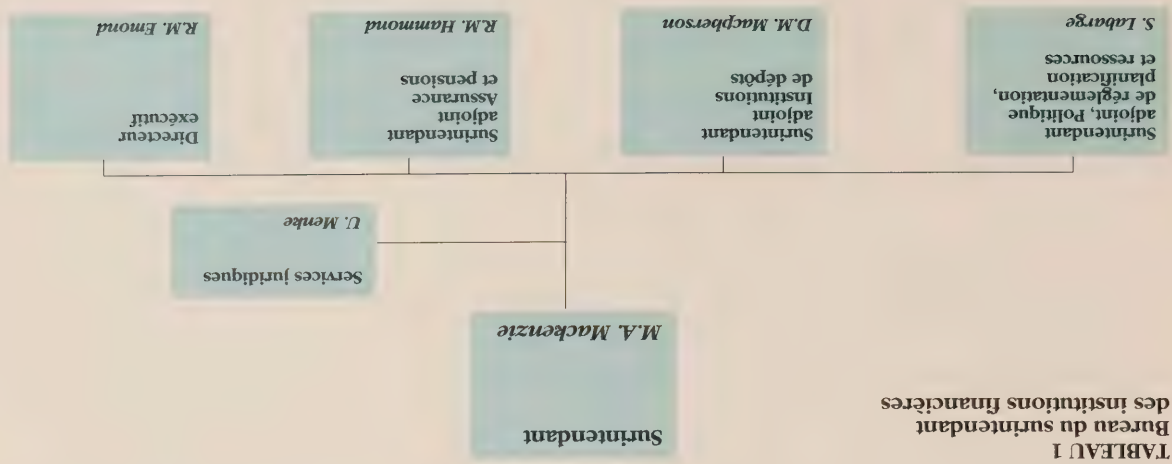 TABLEAU 1
Bureau du surintendant
des institutions financières
Surintendant
M.A. Mackenzie
Services juridiques
U. Menke
Surintendant
adjoint, Politique
de réglementation,
planification
et ressources
S. Labarge
Surintendant
adjoint
Institutions
de dépôts
D.M. Macpherson
Surintendant
adjoint
Assurance
et pensions
R.M. Hammond
Directeur
exécutif
R.M. Emond